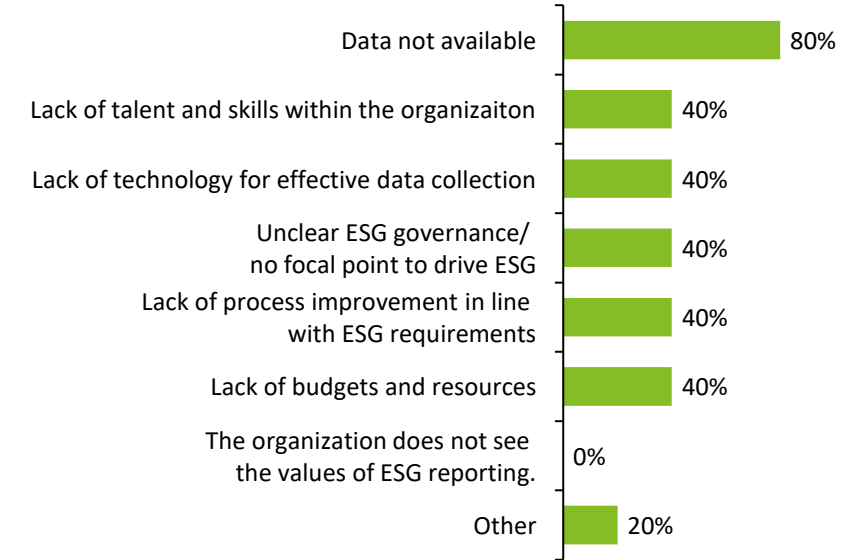 Data not available
80%
Lack of talent and skills within the organizaiton
40%
Lack of technology for effective data collection
40%
Unclear ESG governance/
no focal point to drive ESG
40%
Lack of process improvement in line
with ESG requirements
40%
Lack of budgets and resources
40%
The organization does not see
the values of ESG reporting.
0%
Other
20%